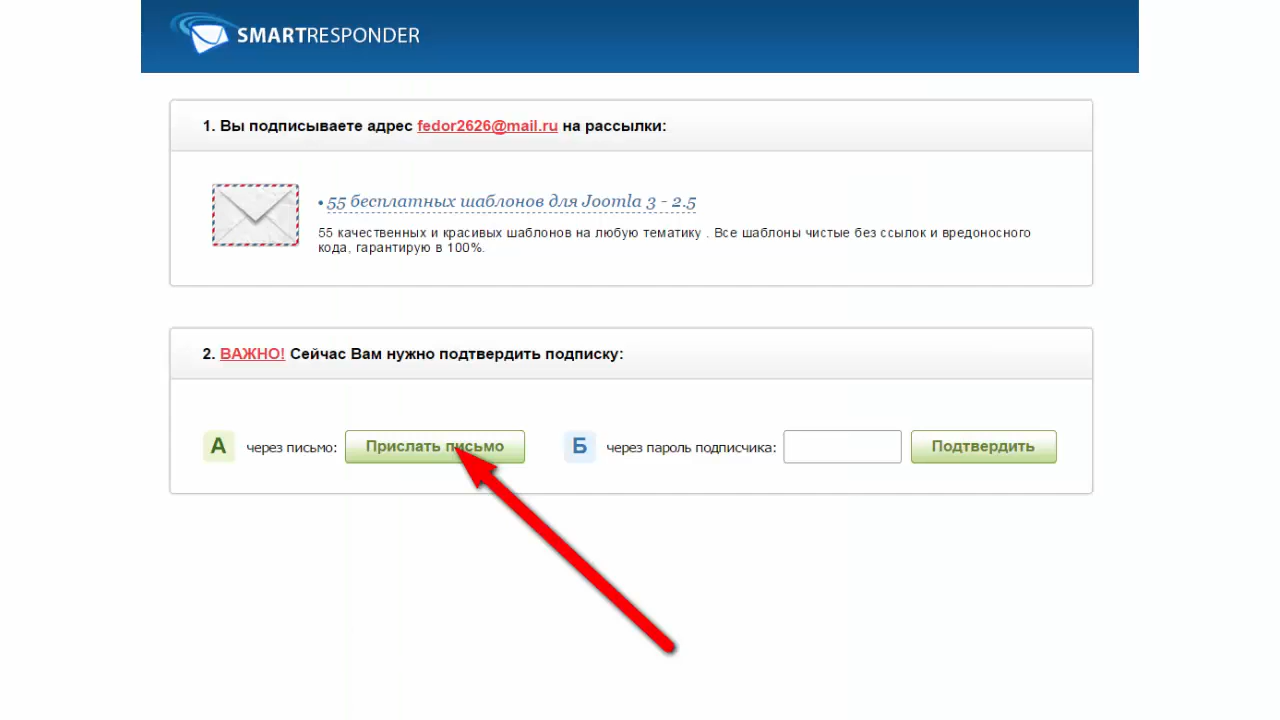 SMARTRESPONDER
1. Вы подписываете адрес fedor2626@mail.ru на рассылки:
• 55 бесплатных шаблонов для Joomla 3 - 2.5
55 качественных и красивых шаблонов на любую тематику . Все шаблоны чистые без ссылок и вредоносного
кода, гарантирую в 100%.
2. ВАЖНО! Сейчас Вам нужно подтвердить подписку:
А через письмо: Прислать письмо Б через пароль подписчика: Подтвердить